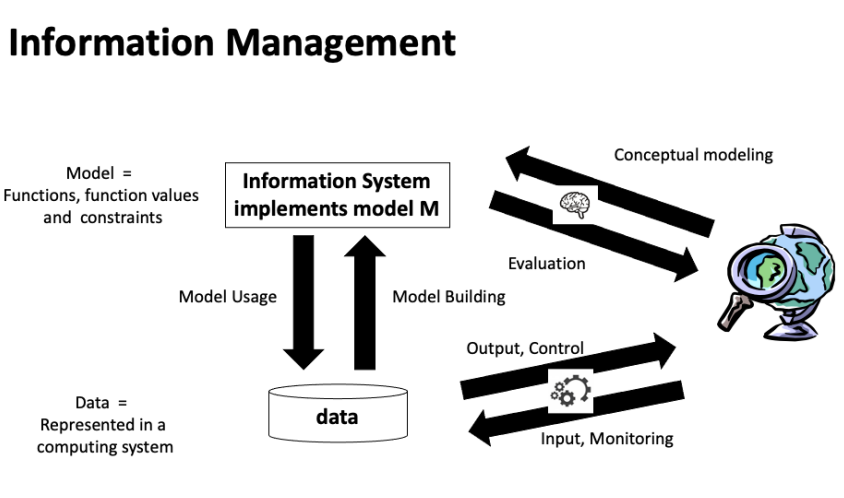 Information Management
Conceptual modeling
Model =
Functions, function values
and constraints
Information System
implements model M
Evaluation
Model Usage
Model Building
Output, Control
Data =
Represented in a
computing system
data
Input, Monitoring